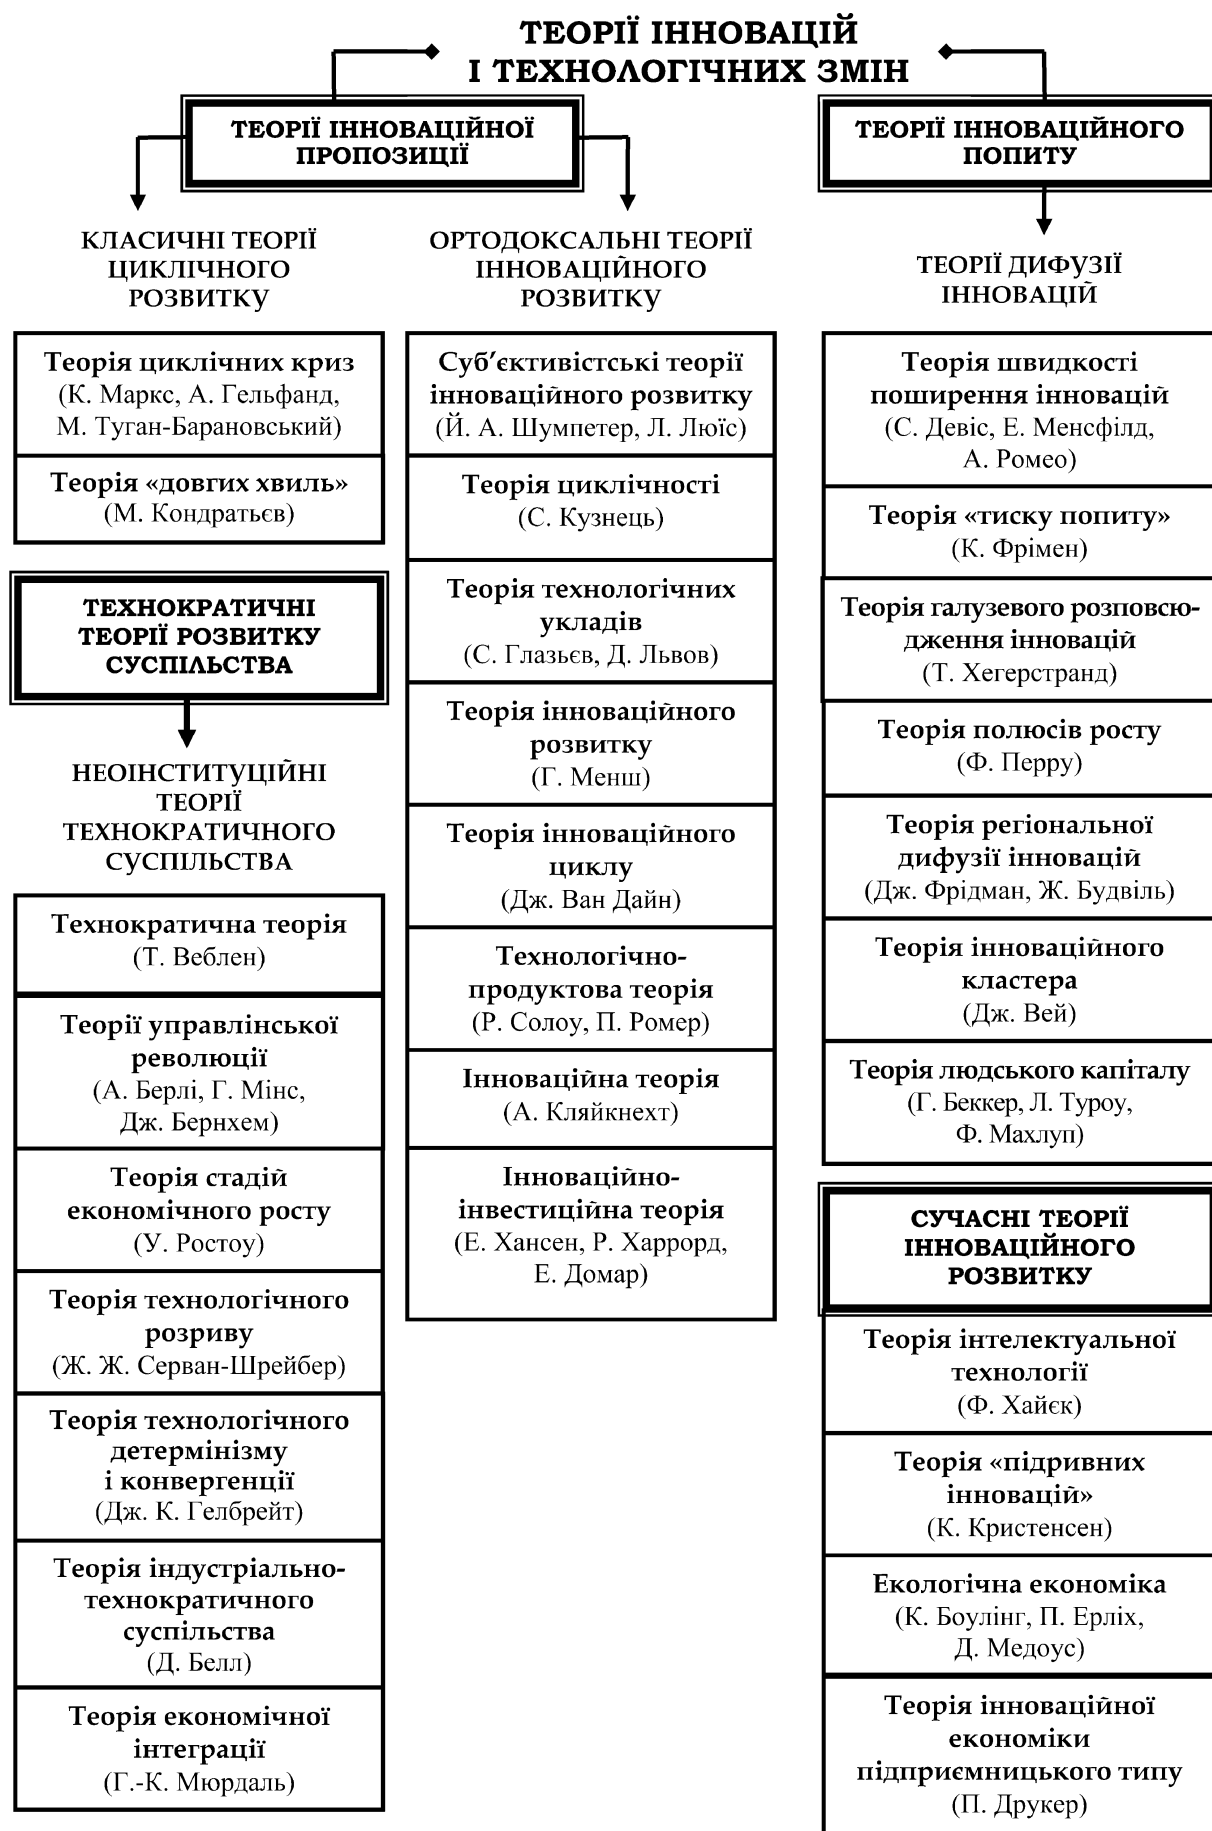 ТЕОРІЇ ІННОВАЦІЙ
І ТЕХНОЛОГІЧНИХ ЗМІН
ТЕОРІЇ ІННОВАЦІЙНОЇ
ПРОПОЗИЦІЇ
КЛАСИЧНІ ТЕОРІЇ
ЦИКЛІЧНОГО
РОЗВИТКУ
Теорія циклічних криз
(К. Маркс, А. Гельфанд,
М. Туган-Барановський)
Теорія «довгих хвиль»
(М. Кондратьєв)
ТЕХНОКРАТИЧНІ
ТЕОРІЇ РОЗВИТКУ
СУСПІЛЬСТВА
НЕОІНСТИТУЦІЙНІ
ТЕОРІЇ
ТЕХНОКРАТИЧНОГО
СУСПІЛЬСТВА
Технократична теорія
(Т. Веблен)
Теорії управлінської
революції
(А. Берлі, Г. Мінс,
Дж. Бернхем)
Теорія стадій
економічного росту
(У. Ростоу)
Теорія технологічного
розриву
(Ж. Ж. Серван-Шрейбер)
Теорія технологічного
детермінізму
і конвергенції
(Дж. К. Гелбрейт)
Теорія індустріально-
технократичного
суспільства
(Д. Белл)
Теорія економічної
інтеграції
(Г.-К. Мюрдаль)
ОРТОДОКСАЛЬНІ ТЕОРІЇ
ІННОВАЦІЙНОГО
РОЗВИТКУ
Суб’єктивістські теорії
інноваційного розвитку
(Й. А. Шумпетер, Л. Люїс)
Теорія циклічності
(С. Кузнець)
Теорія технологічних
укладів
(С. Глазьєв, Д. Львов)
Теорія інноваційного
розвитку
(Г. Менш)
Теорія інноваційного
циклу
(Дж. Ван Дайн)
Технологічно-
продуктова теорія
(Р. Солоу, П. Ромер)
Інноваційна теорія
(А. Кляйкнехт)
Інноваційно-
інвестиційна теорія
(Е. Хансен, Р. Харрорд,
Е. Домар)
ТЕОРІЇ ІННОВАЦІЙНОГО
ПОПИТУ
ТЕОРІЇ ДИФУЗІЇ
ІННОВАЦІЙ
Теорія швидкості
поширення інновацій
(С. Девіс, Е. Менсфілд,
А. Ромео)
Теорія «тиску попиту»
(К. Фрімен)
Теорія галузевого розповсю-
дження інновацій
(Т. Хегерстранд)
Теорія полюсів росту
(Ф. Перру)
Теорія регіональної
дифузії інновацій
(Дж. Фрідман, Ж. Будвіль)
Теорія інноваційного
кластера
(Дж. Вей)
Теорія людського капіталу
(Г. Беккер, Л. Туроу,
Ф. Махлуп)
СУЧАСНІ ТЕОРІЇ
ІННОВАЦІЙНОГО
РОЗВИТКУ
Теорія інтелектуальної
технології
(Ф. Хайєк)
Теорія «підривних
інновацій»
(К. Кристенсен)
Екологічна економіка
(К. Боулінг, П. Ерліх,
Д. Медоус)
Теорія інноваційної
економіки
підприємницького типу
(П. Друкер)